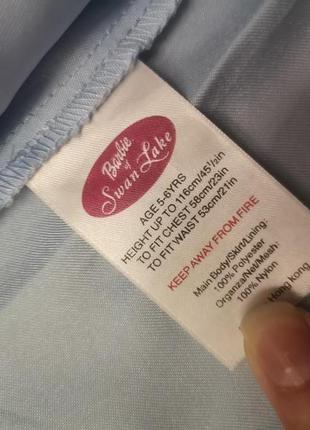 Barbie
of
Swan Lake
AGE 5-6YRS
HEIGHT UP TO 116cm/45½in
TO FIT CHEST 58cm/23in
TO FIT WAIST 53cm/21in
KEEP AWAY FROM FIRE
Main Body/Skirt/Lining:
100% Polyester
Organza/Net/Mesh:
100% Nylon
Hong Kong